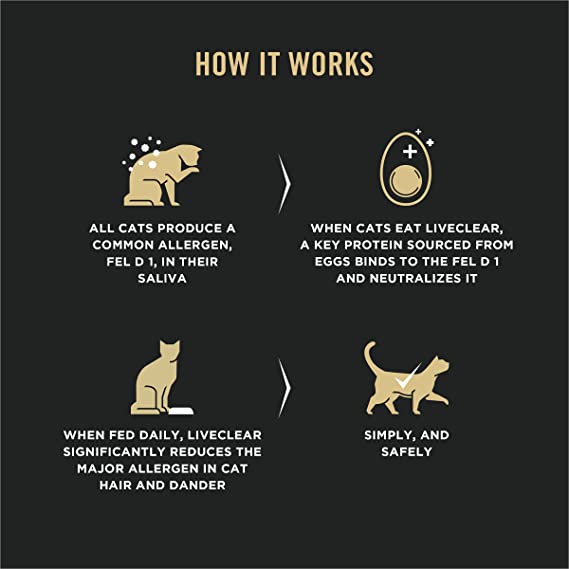 HOW IT WORKS
ALL CATS PRODUCE A
COMMON ALLERGEN,
FEL D 1, IN THEIR
SALIVA
WHEN CATS EAT LIVECLEAR,
A KEY PROTEIN SOURCED FROM
EGGS BINDS TO THE FEL D 1
AND NEUTRALIZES IT
WHEN FED DAILY, LIVECLEAR
SIGNIFICANTLY REDUCES THE
MAJOR ALLERGEN IN CAT
HAIR AND DANDER
SIMPLY, AND
SAFELY